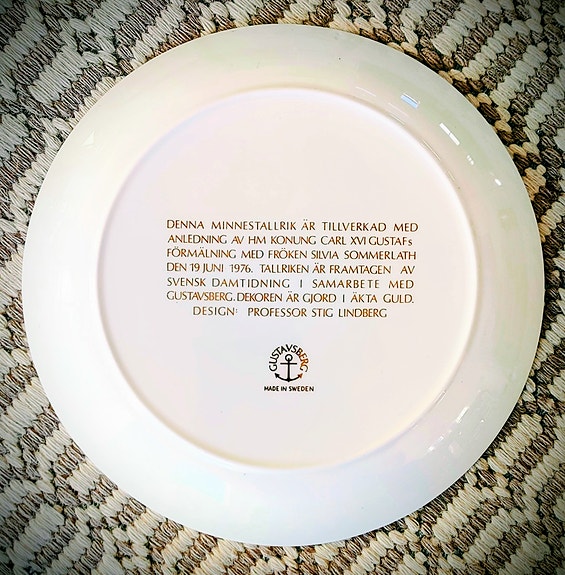 DENNA MINNESTALLRIK ÄR TILLVERKAD MED
ANLEDNING AV HM KONUNG CARL XVI GUSTAFs
FÖRMÄLNING MED FRÖKEN SILVIA SOMMERLATH
DEN 19 JUNI 1976. TALLRIKEN ÄR FRAMTAGEN AV
SVENSK DAMTIDNING I SAMARBETE MED
GUSTAVSBERG. DEKOREN ÄR GJORD I ÄKTA GULD.
DESIGN: PROFESSOR STIG LINDBERG
GUSTAVSBERG
MADE IN SWEDEN